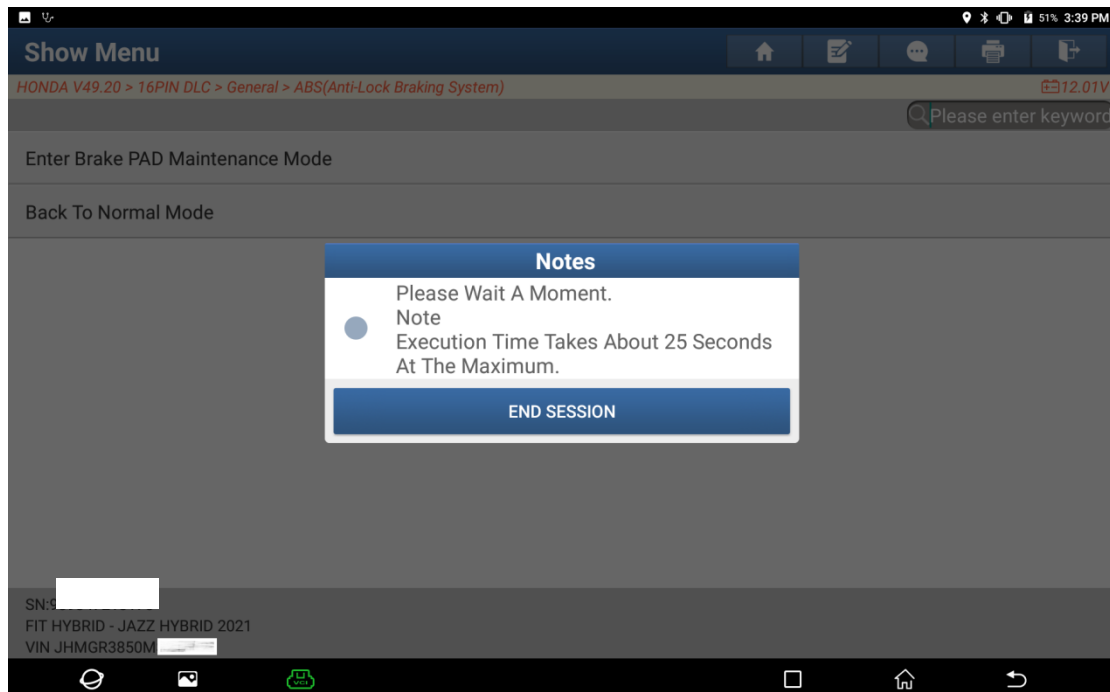 51% 3:39 PM
Show Menu
HONDA V49.20 > 16PIN DLC > General > ABS(Anti-Lock Braking System)
12.01V
Please enter keyword
Enter Brake PAD Maintenance Mode
Back To Normal Mode
Notes
Please Wait A Moment.
Note
Execution Time Takes About 25 Seconds
At The Maximum.
END SESSION
SN:
FIT HYBRID - JAZZ HYBRID 2021
VIN JHMGR3850M
VCI